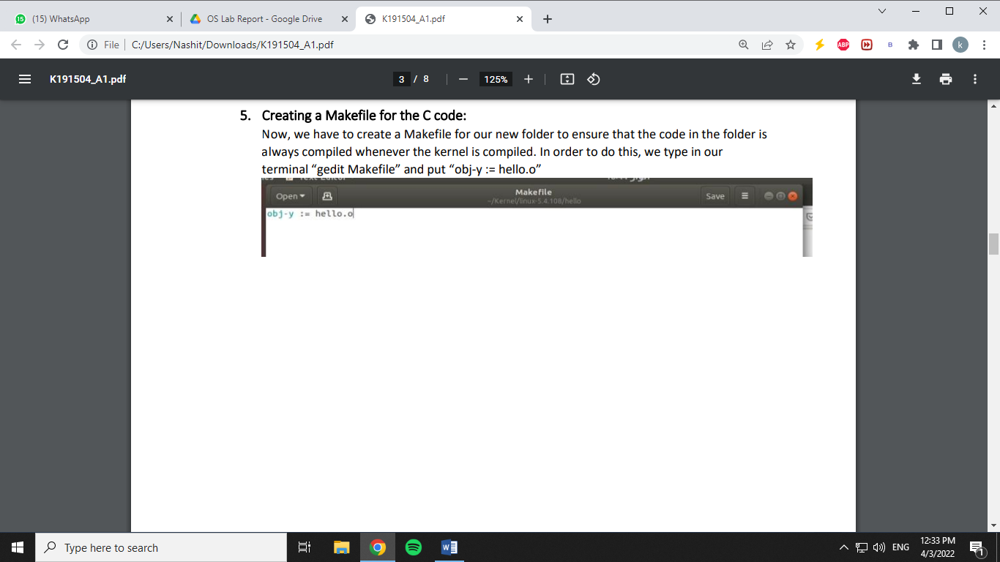 (15) WhatsApp
OS Lab Report - Google Drive
K191504_A1.pdf
File
C:/Users/Nashit/Downloads/K191504_A1.pdf
ABP
B
k
K191504_A1.pdf
3 / 8
125%
5. Creating a Makefile for the C code:
Now, we have to create a Makefile for our new folder to ensure that the code in the folder is
always compiled whenever the kernel is compiled. In order to do this, we type in our
terminal “gedit Makefile” and put “obj-y := hello.o”
Open
Makefile
~/Kernel/linux-5.4.108/hello
Save
obj-y := hello.o
Type here to search
ENG
12:33 PM
4/3/2022
1